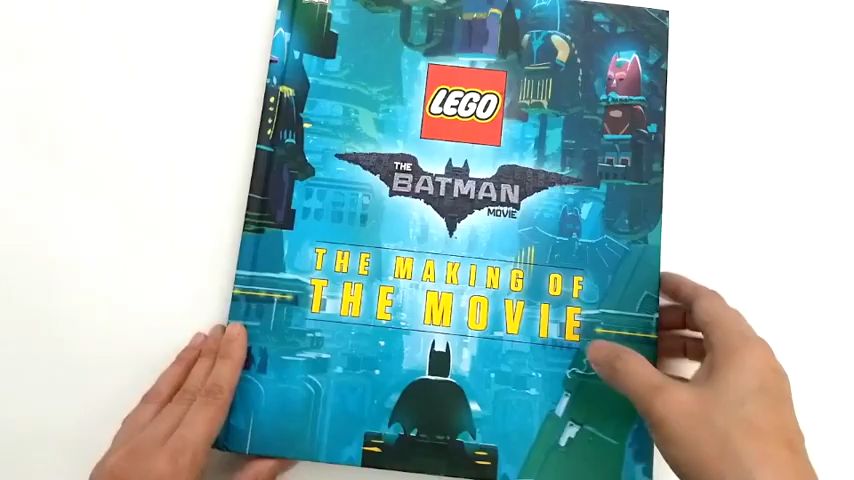 LEGO
THE
BATMAN
MOVIE
THE MAKING OF
THE MOVIE